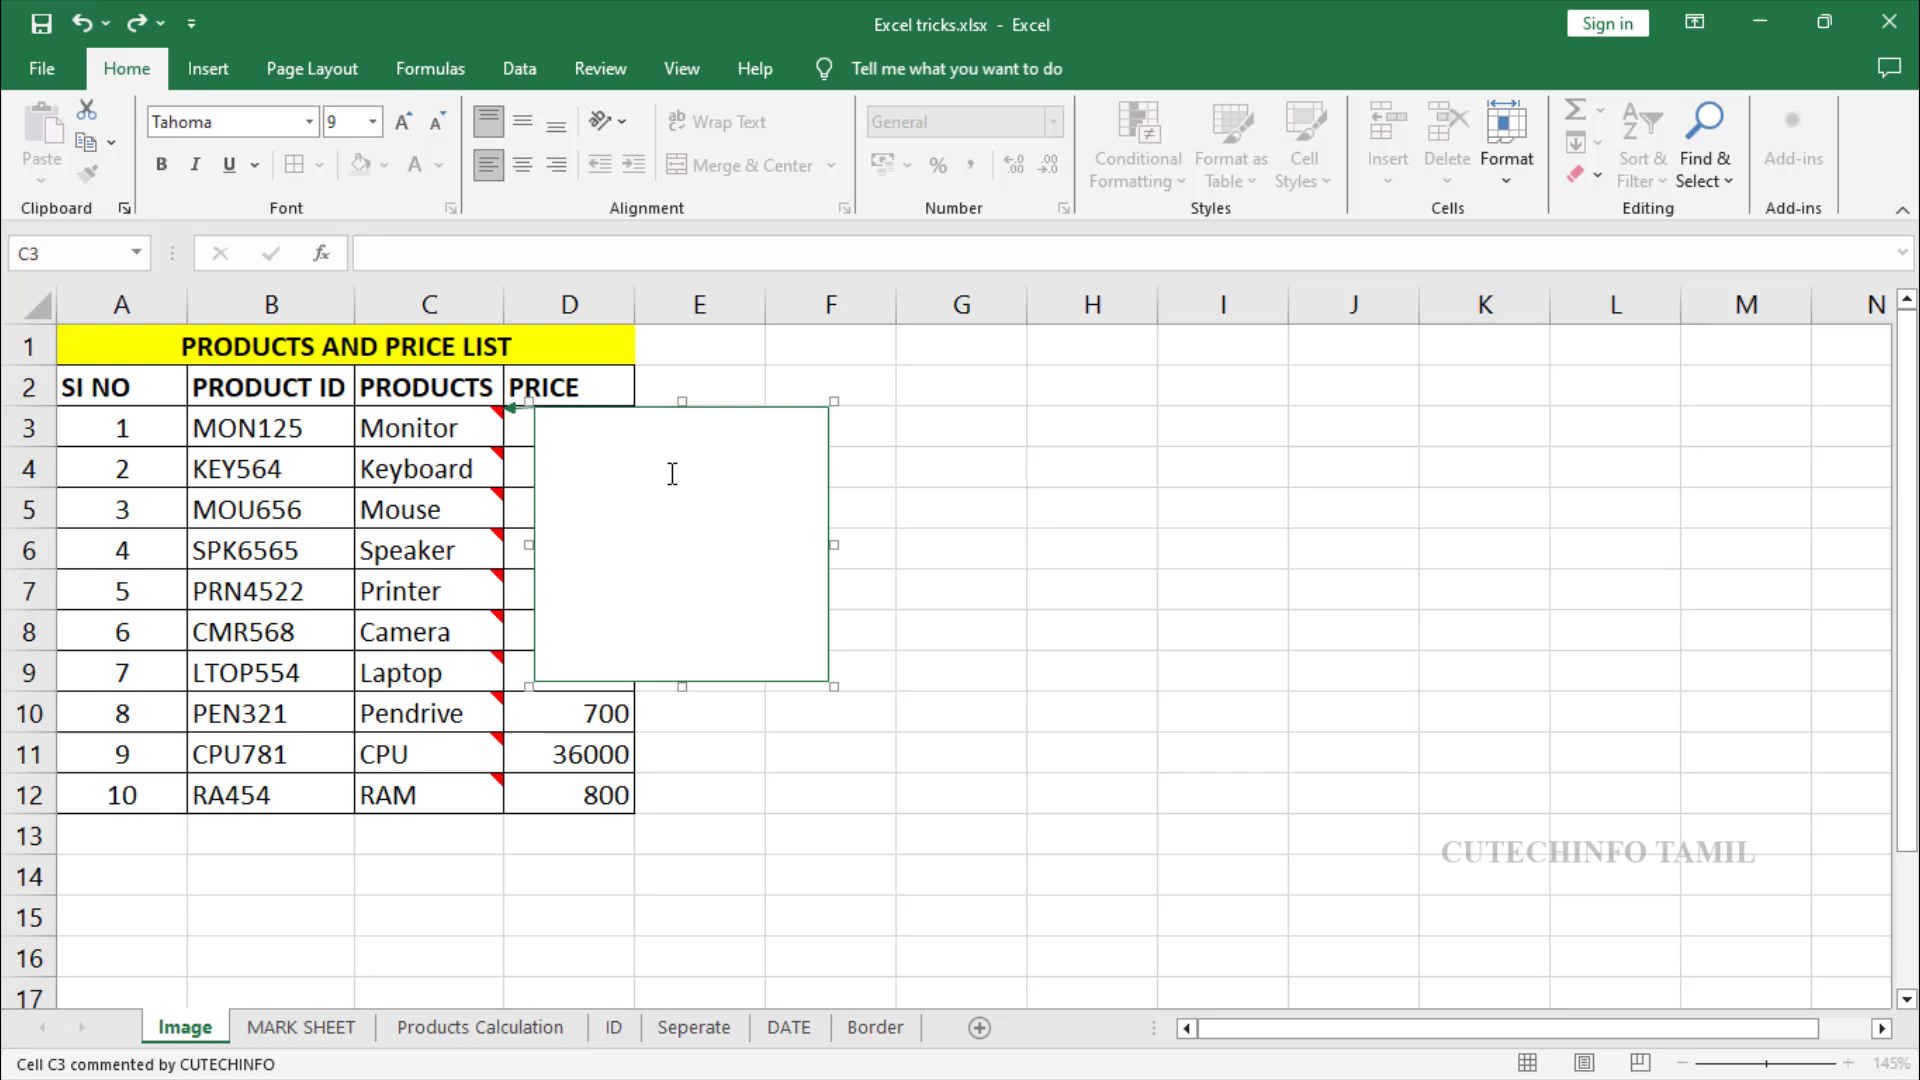 Excel tricks.xlsx - Excel
Sign in
File Home Insert Page Layout Formulas Data Review View Help Tell me what you want to do
Paste
Tahoma 9
B I U A
ab Wrap Text
Merge & Center
General
% ,
Conditional Formatting
Format as Table
Cell Styles
Insert Delete Format
Sort & Filter
Find & Select
Add-ins
Clipboard Font Alignment Number Styles Cells Editing Add-ins
C3 fx
A B C D E F G H I J K L M N
1 PRODUCTS AND PRICE LIST
2 SI NO PRODUCT ID PRODUCTS PRICE
3 1 MON125 Monitor
4 2 KEY564 Keyboard
5 3 MOU656 Mouse
6 4 SPK6565 Speaker
7 5 PRN4522 Printer
8 6 CMR568 Camera
9 7 LTOP554 Laptop
10 8 PEN321 Pendrive 700
11 9 CPU781 CPU 36000
12 10 RA454 RAM 800
13
CUTECHINFO TAMIL
14
15
16
17
Image MARK SHEET Products Calculation ID Seperate DATE Border
Cell C3 commented by CUTECHINFO
145%